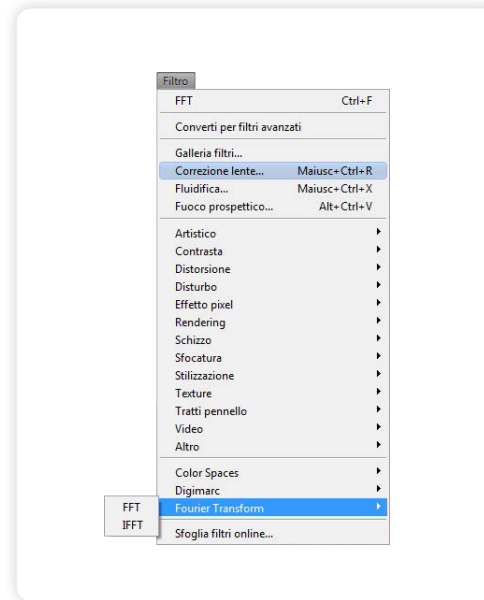 Filtro
FFT Ctrl+F
Converti per filtri avanzati
Galleria filtri...
Correzione lente... Maiusc+Ctrl+R
Fluidifica... Maiusc+Ctrl+X
Fuoco prospettico... Alt+Ctrl+V
Artistico
Contrasta
Distorsione
Disturbo
Effetto pixel
Rendering
Schizzo
Sfocatura
Stilizzazione
Texture
Tratti pennello
Video
Altro
Color Spaces
Digimarc
Fourier Transform
FFT
IFFT
Sfoglia filtri online...